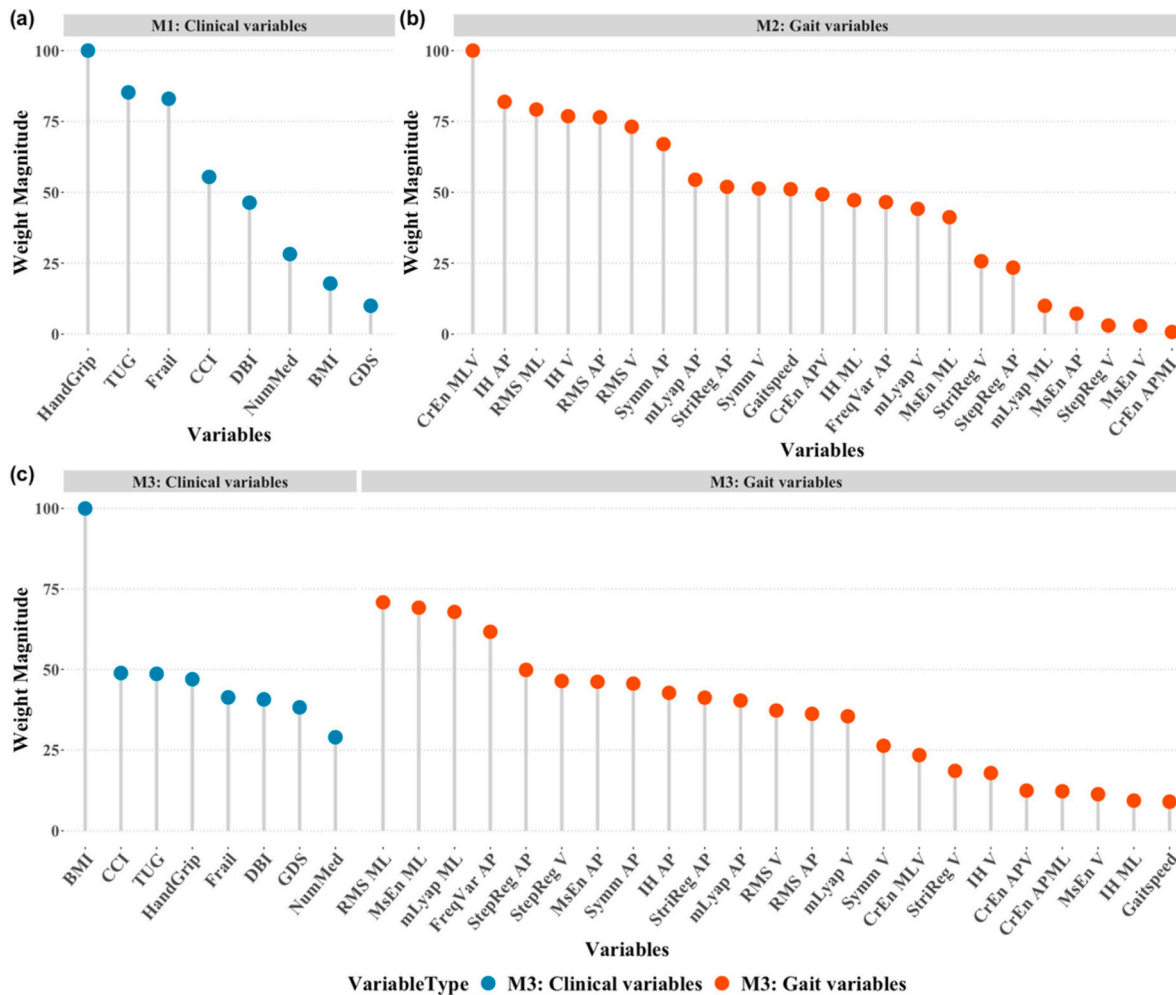 (a)
M1: Clinical variables
Weight Magnitude
100
75
50
25
0
HandGrip
TUG
Frail
CCI
DBI
NumMed
BMI
GDS
Variables
(b)
M2: Gait variables
Weight Magnitude
100
75
50
25
0
CrEn MLV
IH AP
RMS ML
IH V
RMS AP
RMS V
Symm AP
mLyap AP
StriReg AP
Symm V
Gaitspeed
CrEn APV
IH ML
FreqVar AP
mLyap V
MsEn ML
StriReg V
StepReg AP
mLyap ML
MsEn AP
StepReg V
MsEn V
Variables
(c)
M3: Clinical variables
M3: Gait variables
Weight Magnitude
100
75
50
25
0
BMI
CCI
TUG
HandGrip
Frail
DBI
GDS
NumMed
RMS ML
MsEn ML
mLyap ML
FreqVar AP
StepReg AP
StepReg V
MsEn AP
Symm AP
IH AP
StriReg AP
mLyap AP
RMS V
RMS AP
mLyap V
Symm V
CrEn MLV
StriReg V
IH V
CrEn APV
CrEn APML
MsEn V
IH ML
Gaitspeed
Variables
VariableType M3: Clinical variables M3: Gait variables